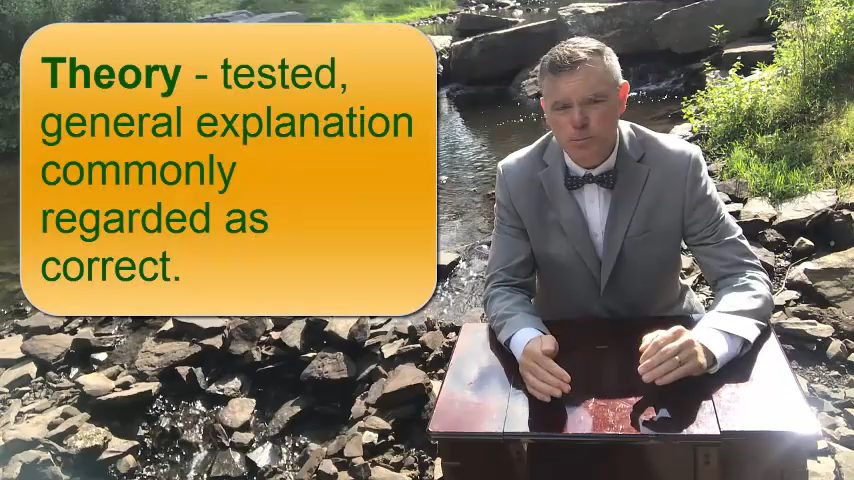 Theory - tested,
general explanation
commonly
regarded as
correct.